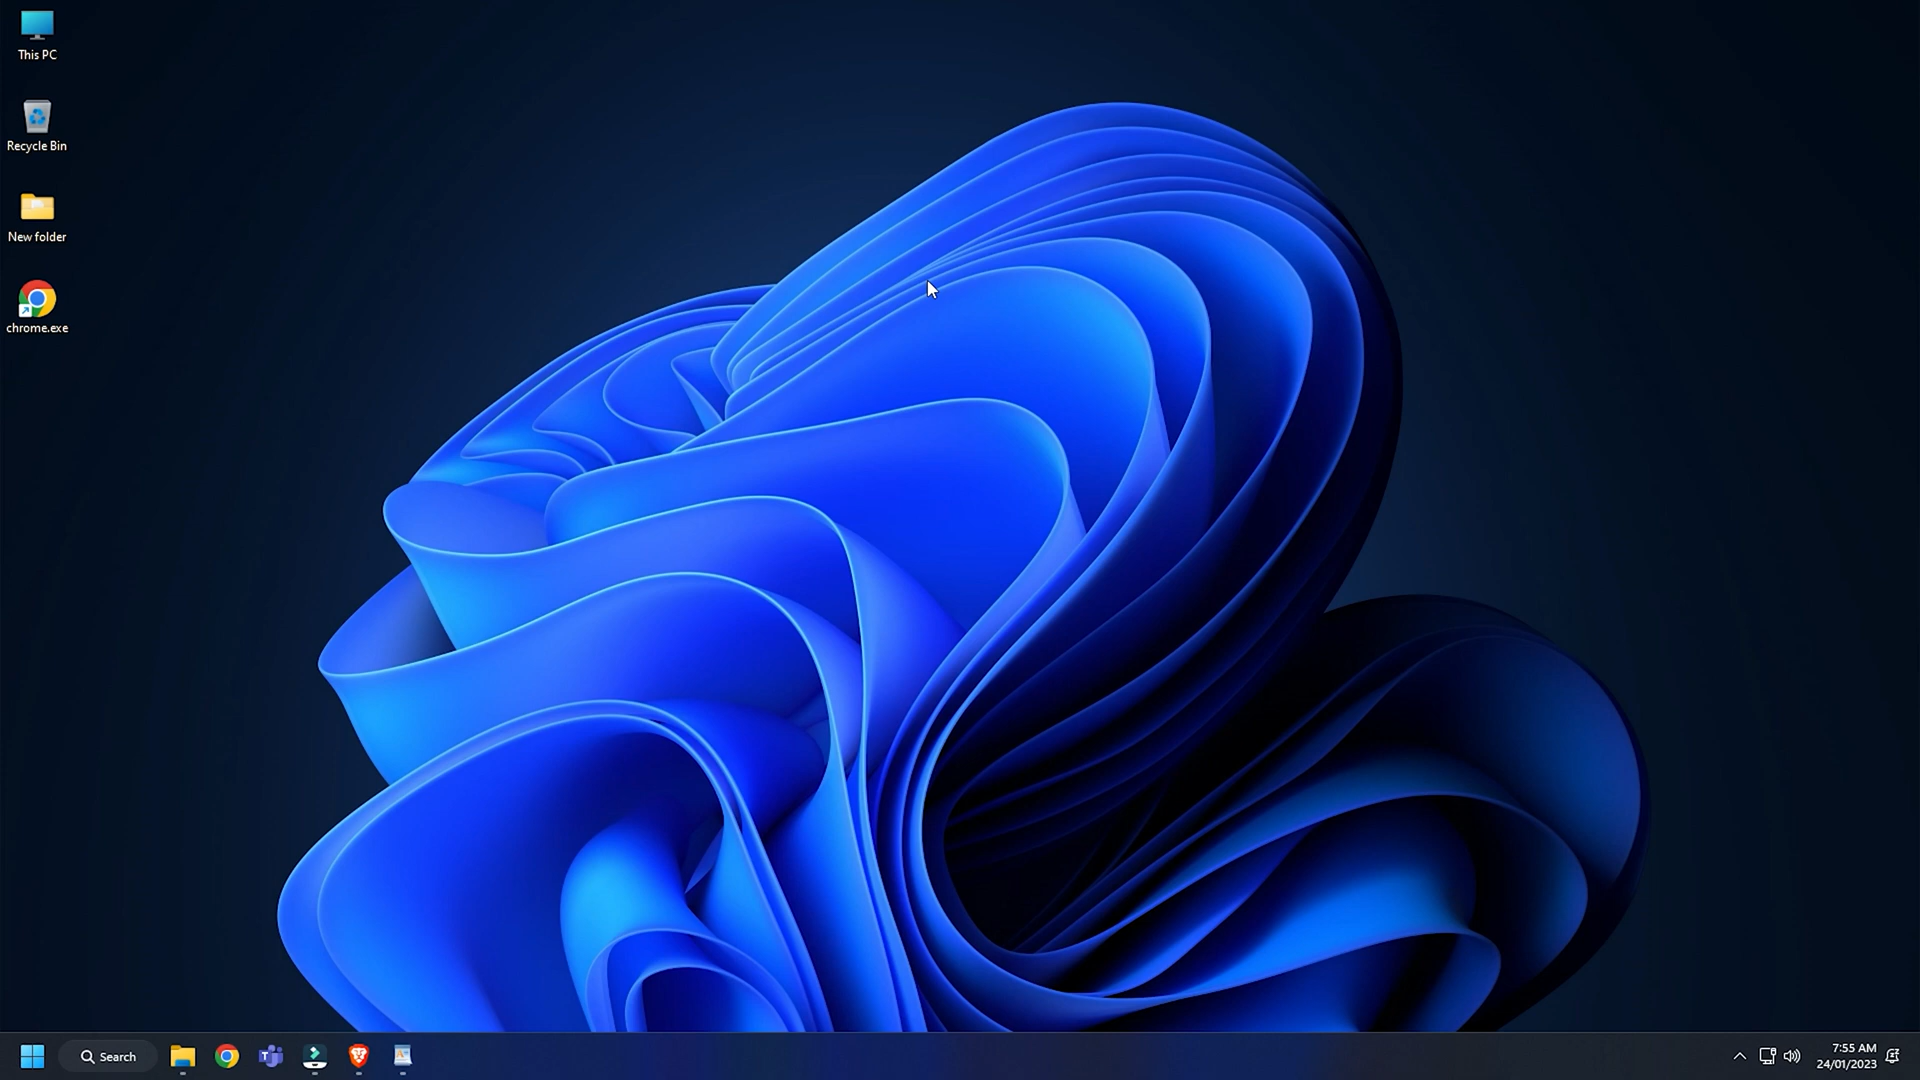 This PC
Recycle Bin
New folder
chrome.exe
Search
7:55 AM
24/01/2023